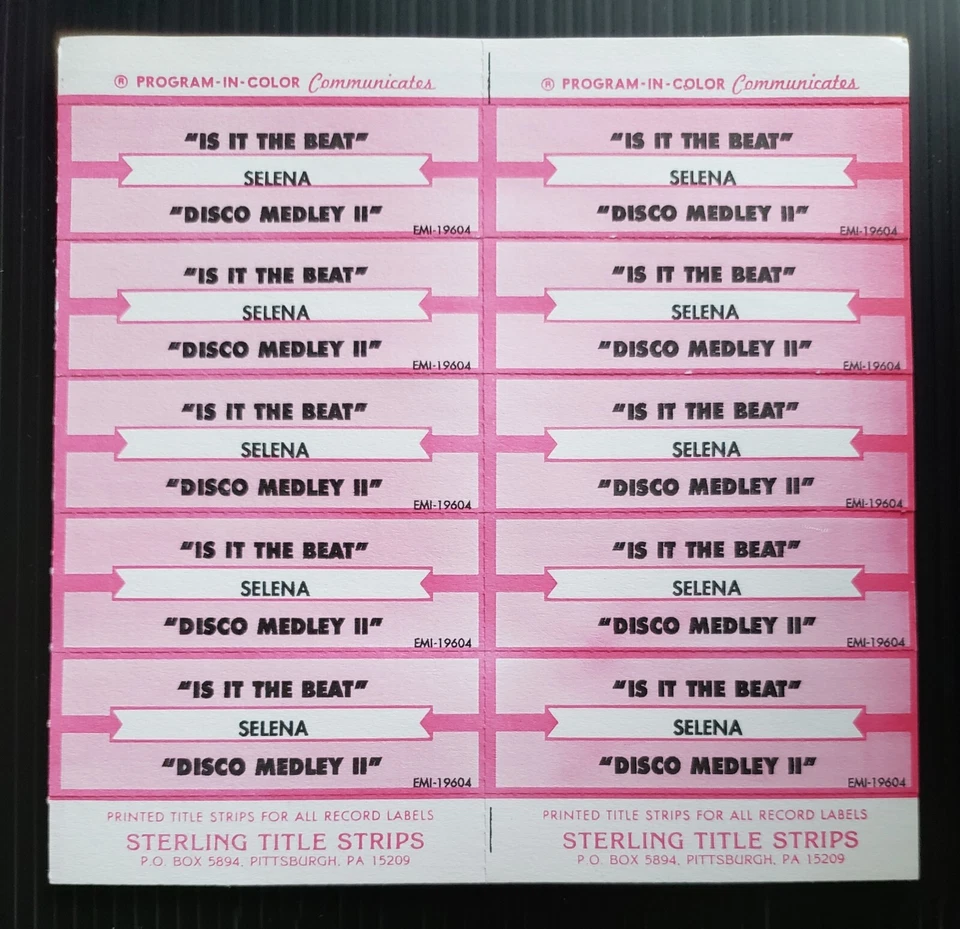 ® PROGRAM-IN-COLOR Communicates ® PROGRAM-IN-COLOR Communicates
"IS IT THE BEAT" "IS IT THE BEAT"
SELENA SELENA
"DISCO MEDLEY II" "DISCO MEDLEY II"
EMI-19604 EMI-19604
"IS IT THE BEAT" "IS IT THE BEAT"
SELENA SELENA
"DISCO MEDLEY II" "DISCO MEDLEY II"
EMI-19604 EMI-19604
"IS IT THE BEAT" "IS IT THE BEAT"
SELENA SELENA
"DISCO MEDLEY II" "DISCO MEDLEY II"
EMI-19604 EMI-19604
"IS IT THE BEAT" "IS IT THE BEAT"
SELENA SELENA
"DISCO MEDLEY II" "DISCO MEDLEY II"
EMI-19604 EMI-19604
"IS IT THE BEAT" "IS IT THE BEAT"
SELENA SELENA
"DISCO MEDLEY II" "DISCO MEDLEY II"
EMI-19604 EMI-19604
PRINTED TITLE STRIPS FOR ALL RECORD LABELS PRINTED TITLE STRIPS FOR ALL RECORD LABELS
STERLING TITLE STRIPS STERLING TITLE STRIPS
P.O. BOX 5894, PITTSBURGH, PA 15209 P.O. BOX 5894, PITTSBURGH, PA 15209